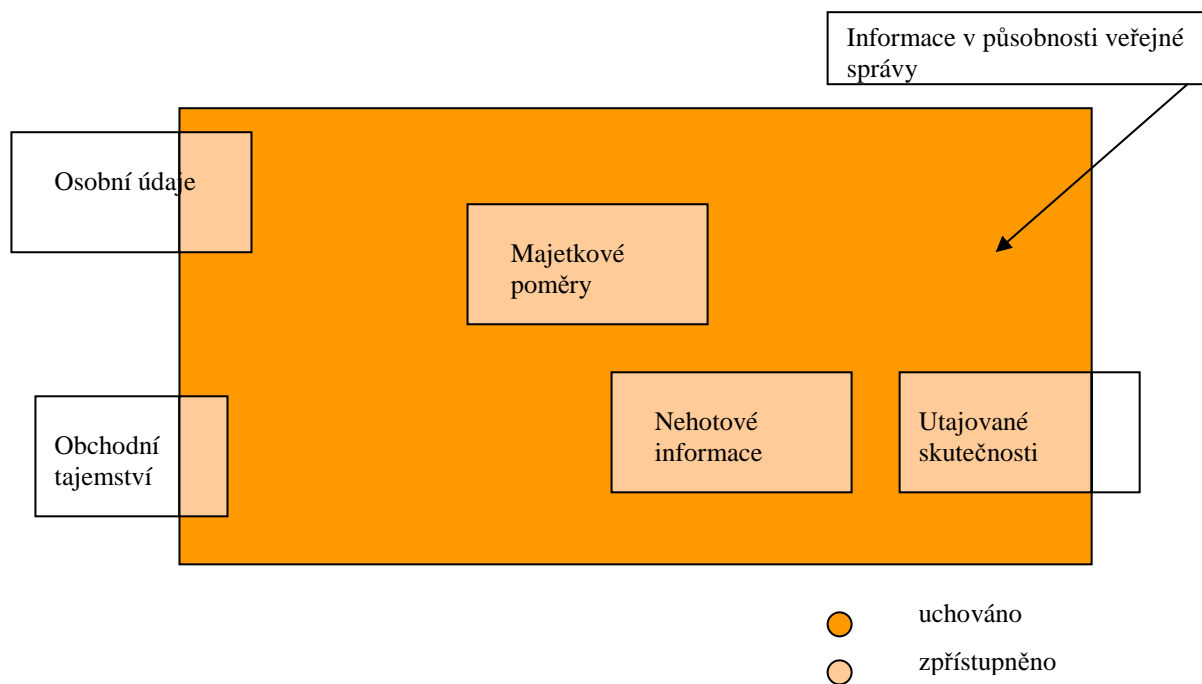 Informace v působnosti veřejné
správy
Osobní údaje
Majetkové
poměry
Obchodní
tajemství
Nehotové
informace
Utajované
skutečnosti
uchováno
zpřístupněno